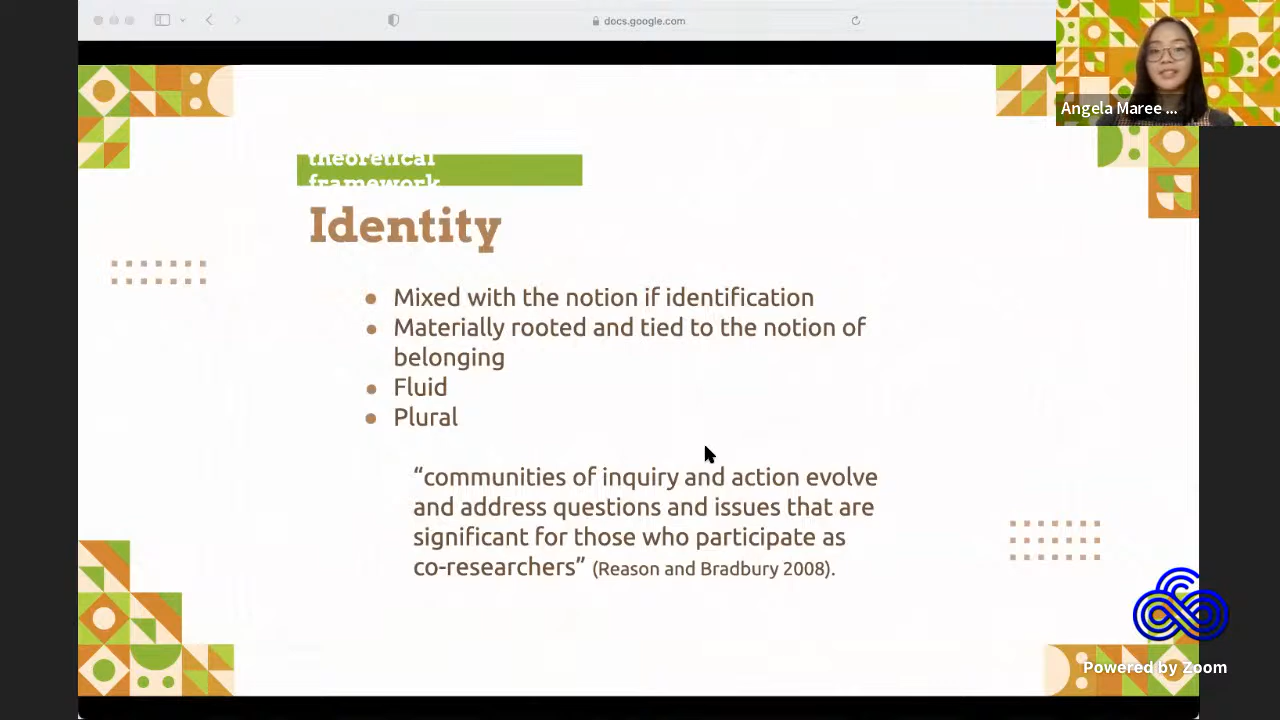 docs.google.com
Angela Maree ...
theoretical
framework
Identity
Mixed with the notion if identification
Materially rooted and tied to the notion of
belonging
Fluid
Plural
“communities of inquiry and action evolve
and address questions and issues that are
significant for those who participate as
co-researchers” (Reason and Bradbury 2008).
Powered by Zoom